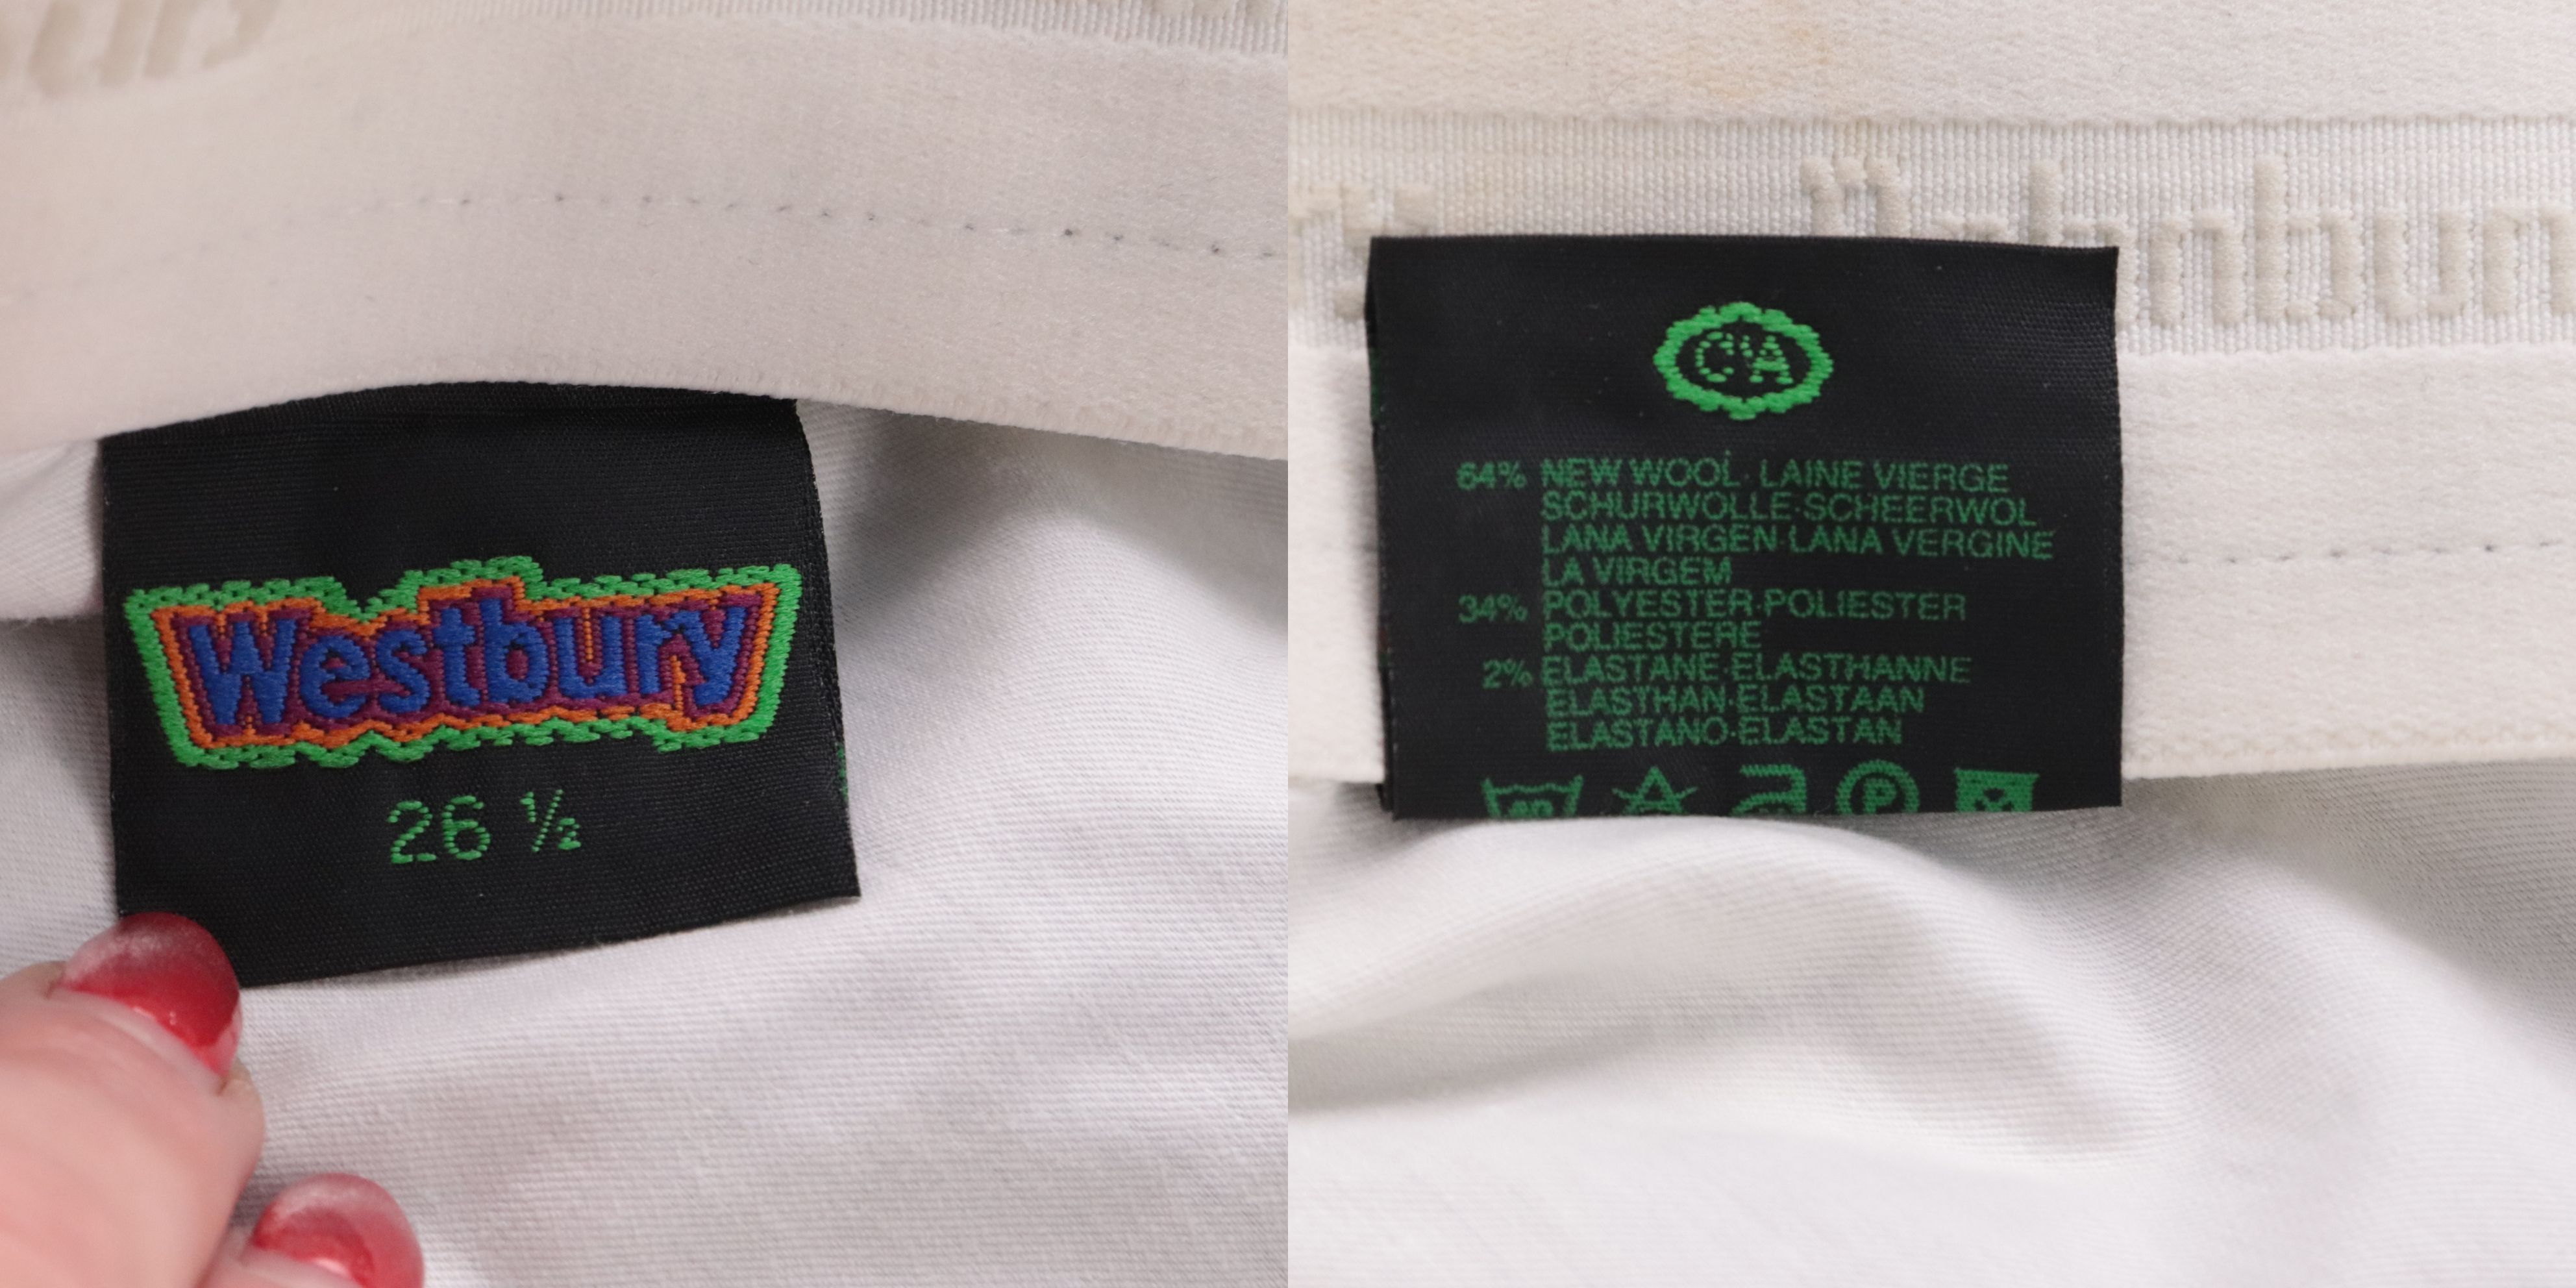 Westbury
26 ½
C&A
64% NEW WOOL·LAINE VIERGE
SCHURWOLLE·SCHEERWOL
LANA VIRGEN·LANA VERGINE
LA VIRGEM
34% POLYESTER·POLIESTER
POLIESTERE
2% ELASTANE·ELASTHANNE
ELASTHAN·ELASTAAN
ELASTANO·ELASTAN
P